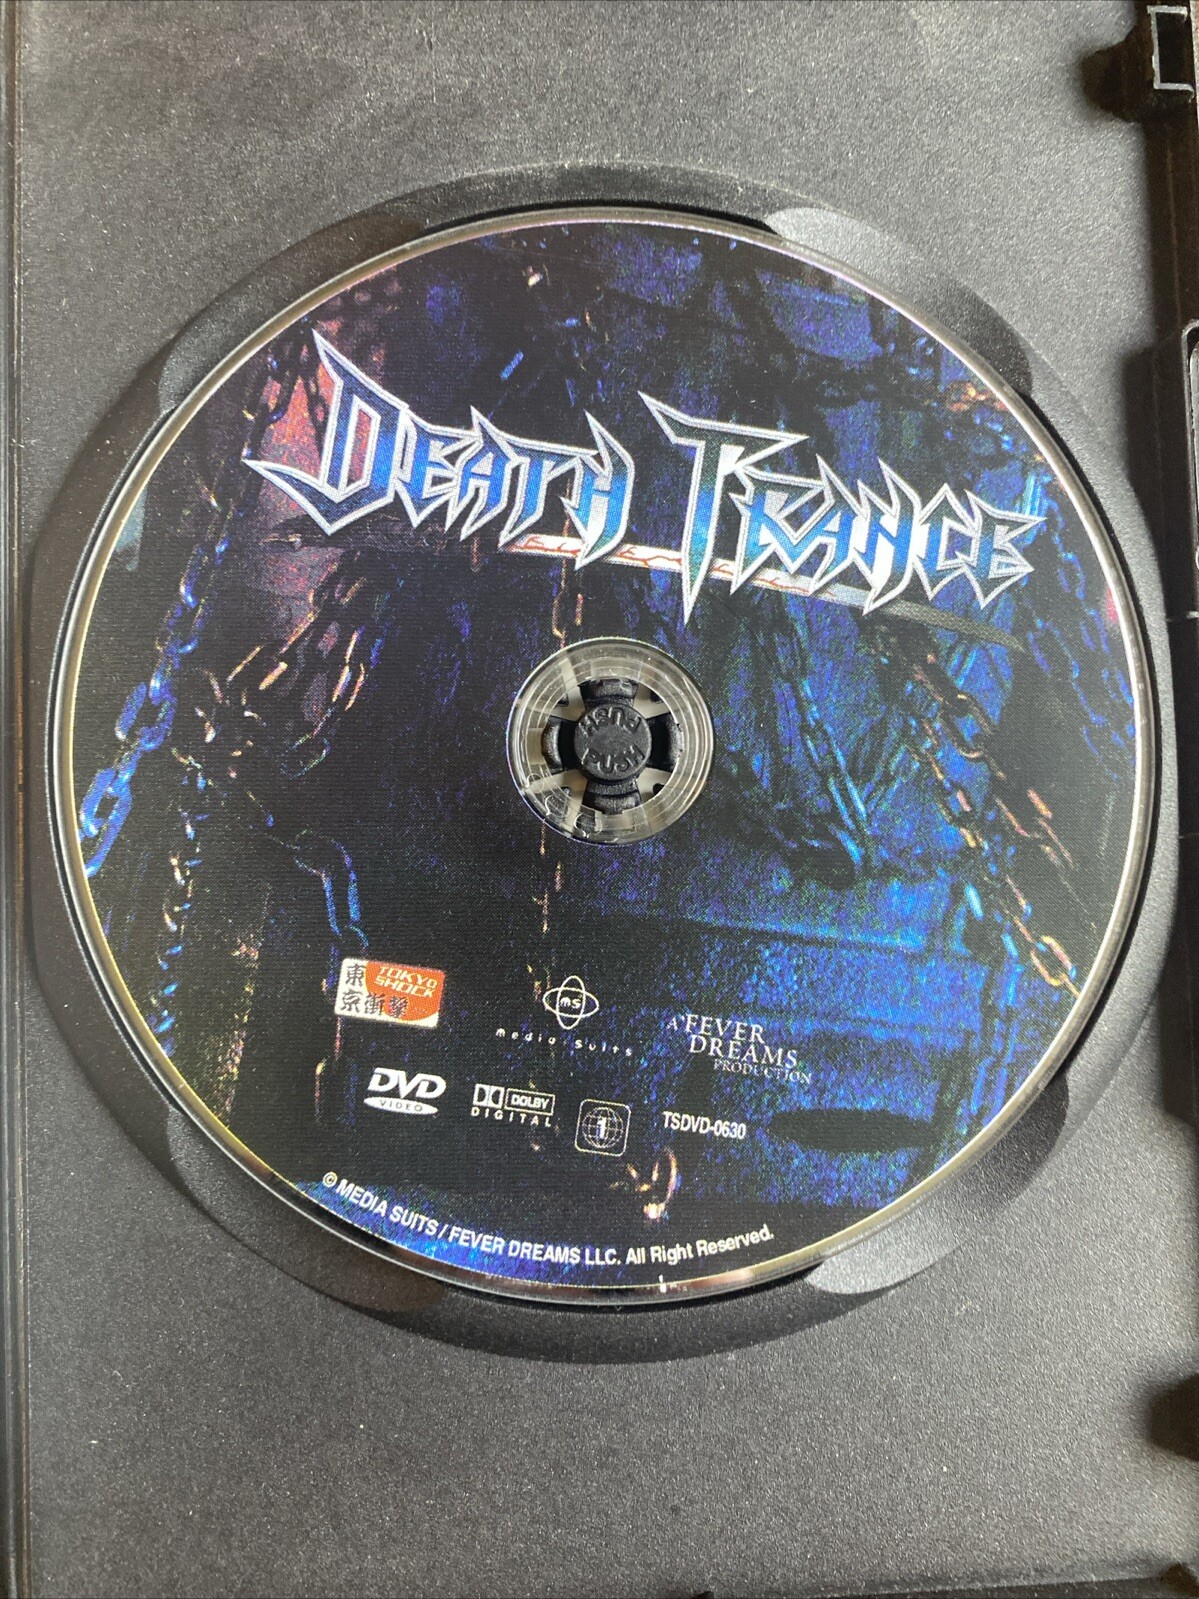 DEATH TRANCE
PUSH
PUSH
東
京衝撃
TOKYO
SHOCK
ms
media suits
A FEVER
DREAMS
PRODUCTION
DVD
VIDEO
DOLBY
DIGITAL
1
TSDVD-0630
© MEDIA SUITS / FEVER DREAMS LLC. All Right Reserved.